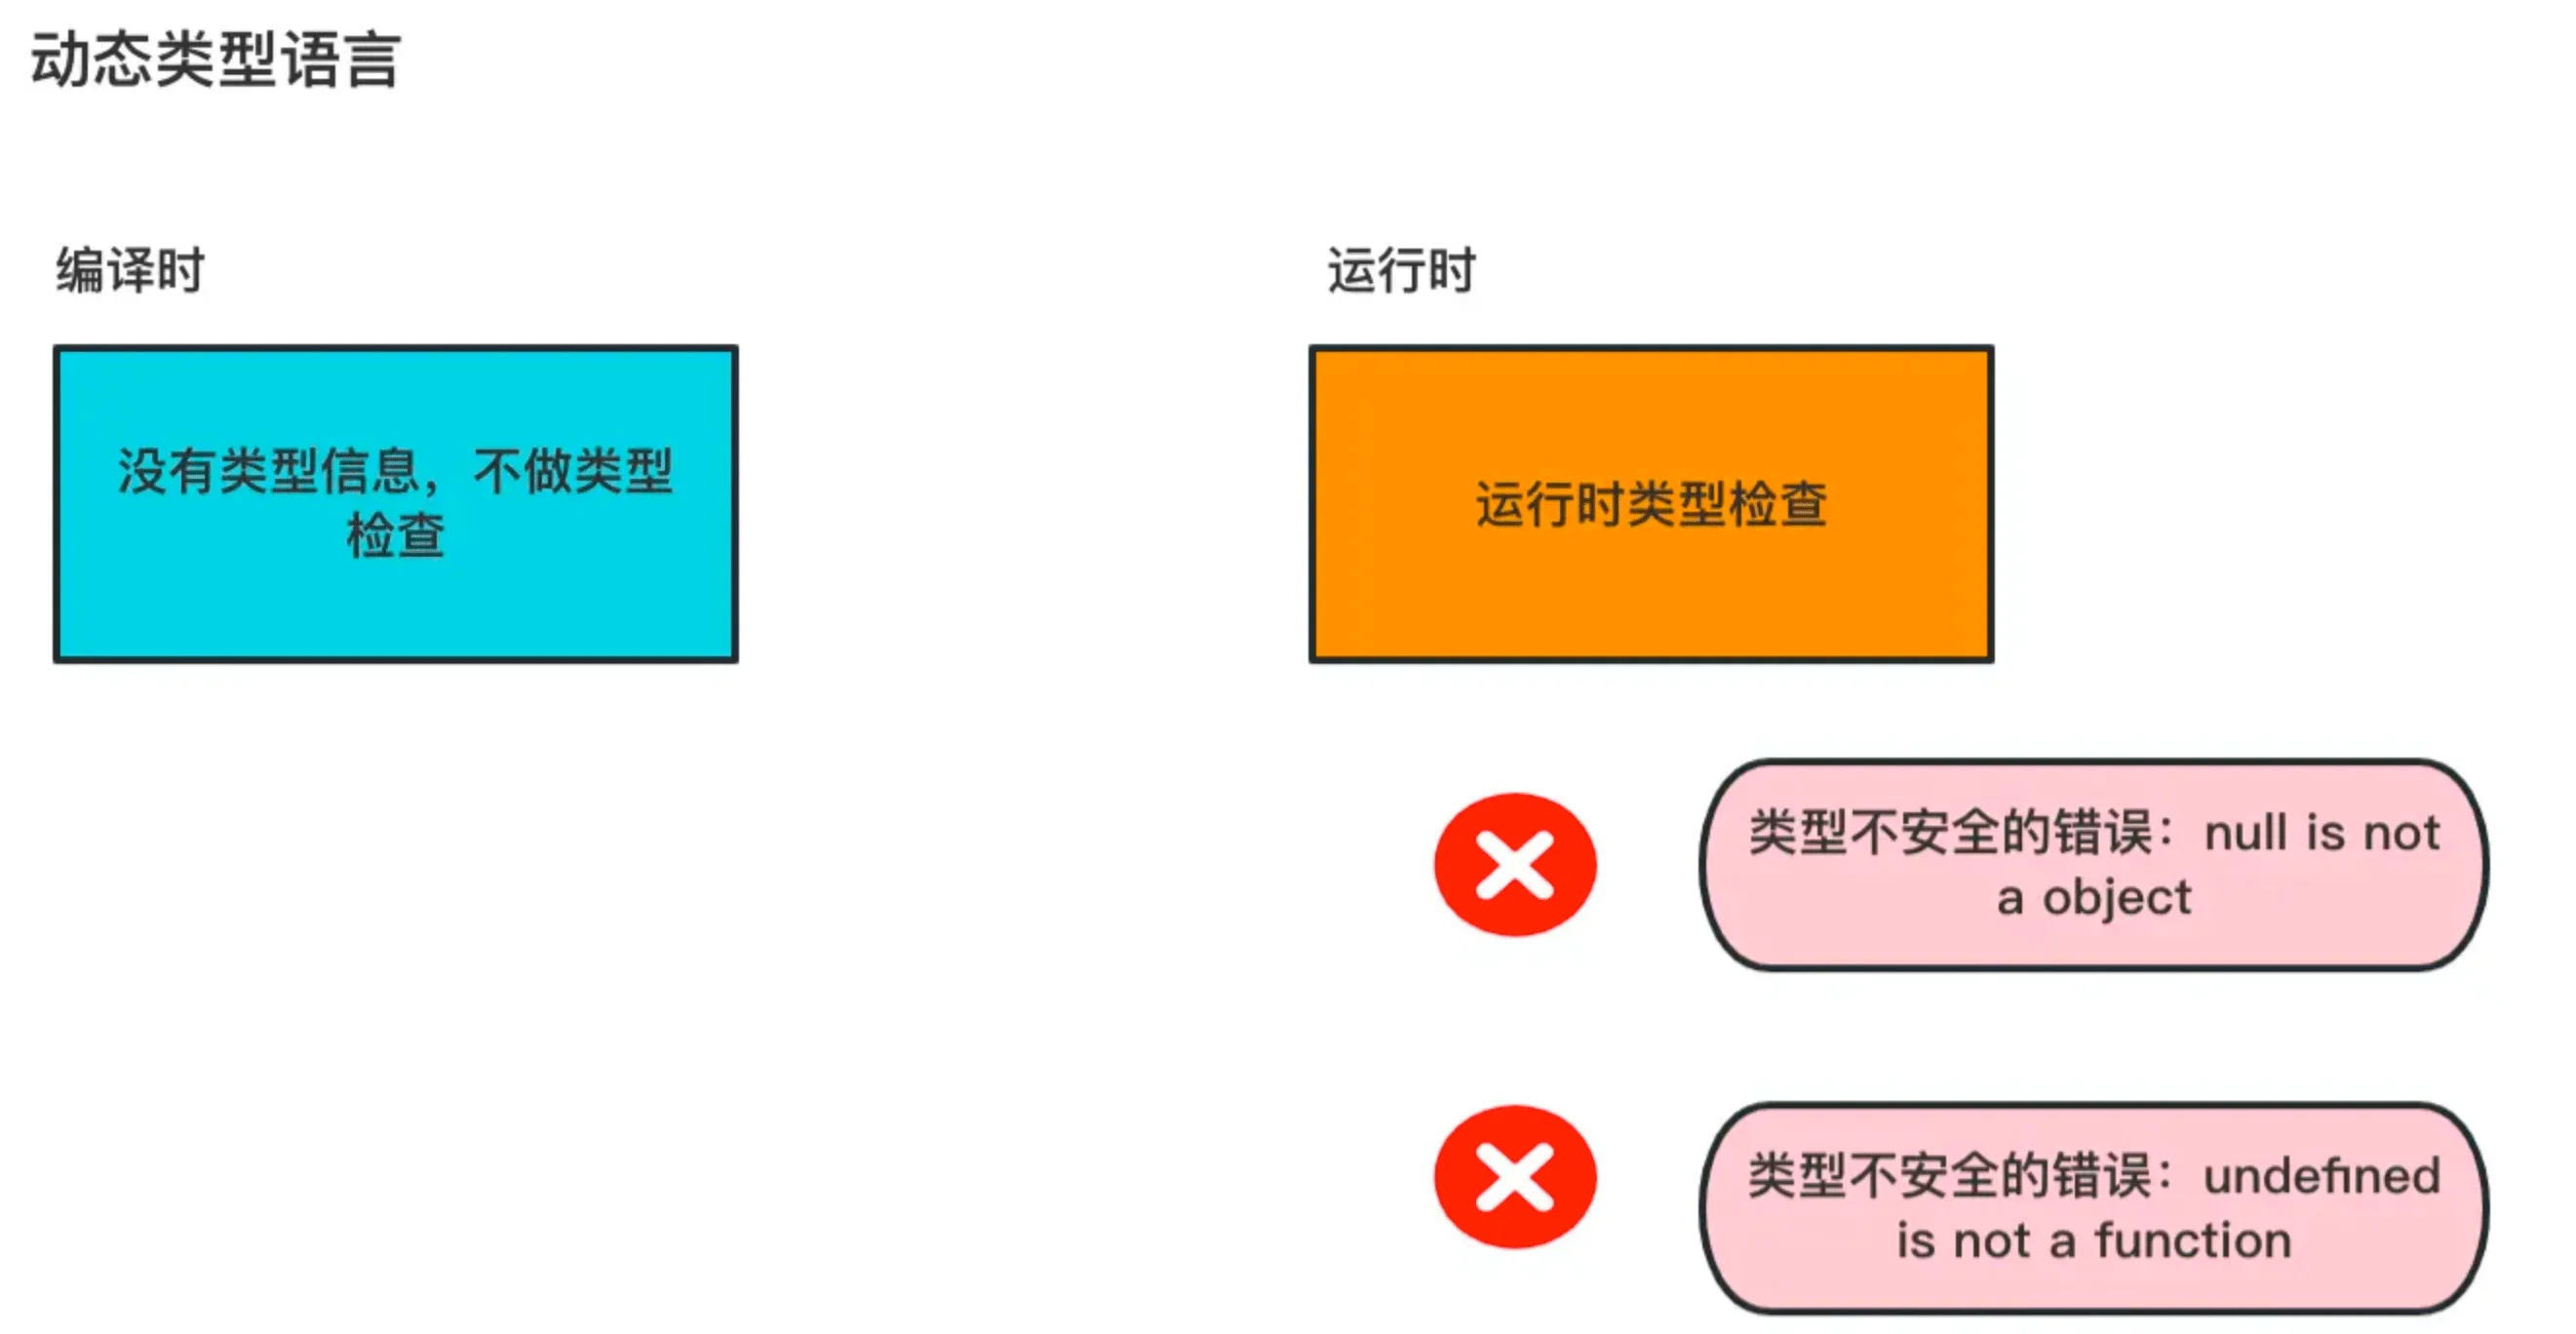 动态类型语言
编译时
运行时
没有类型信息，不做类型
检查
运行时类型检查
类型不安全的错误：null is not
a object
类型不安全的错误：undefined
is not a function